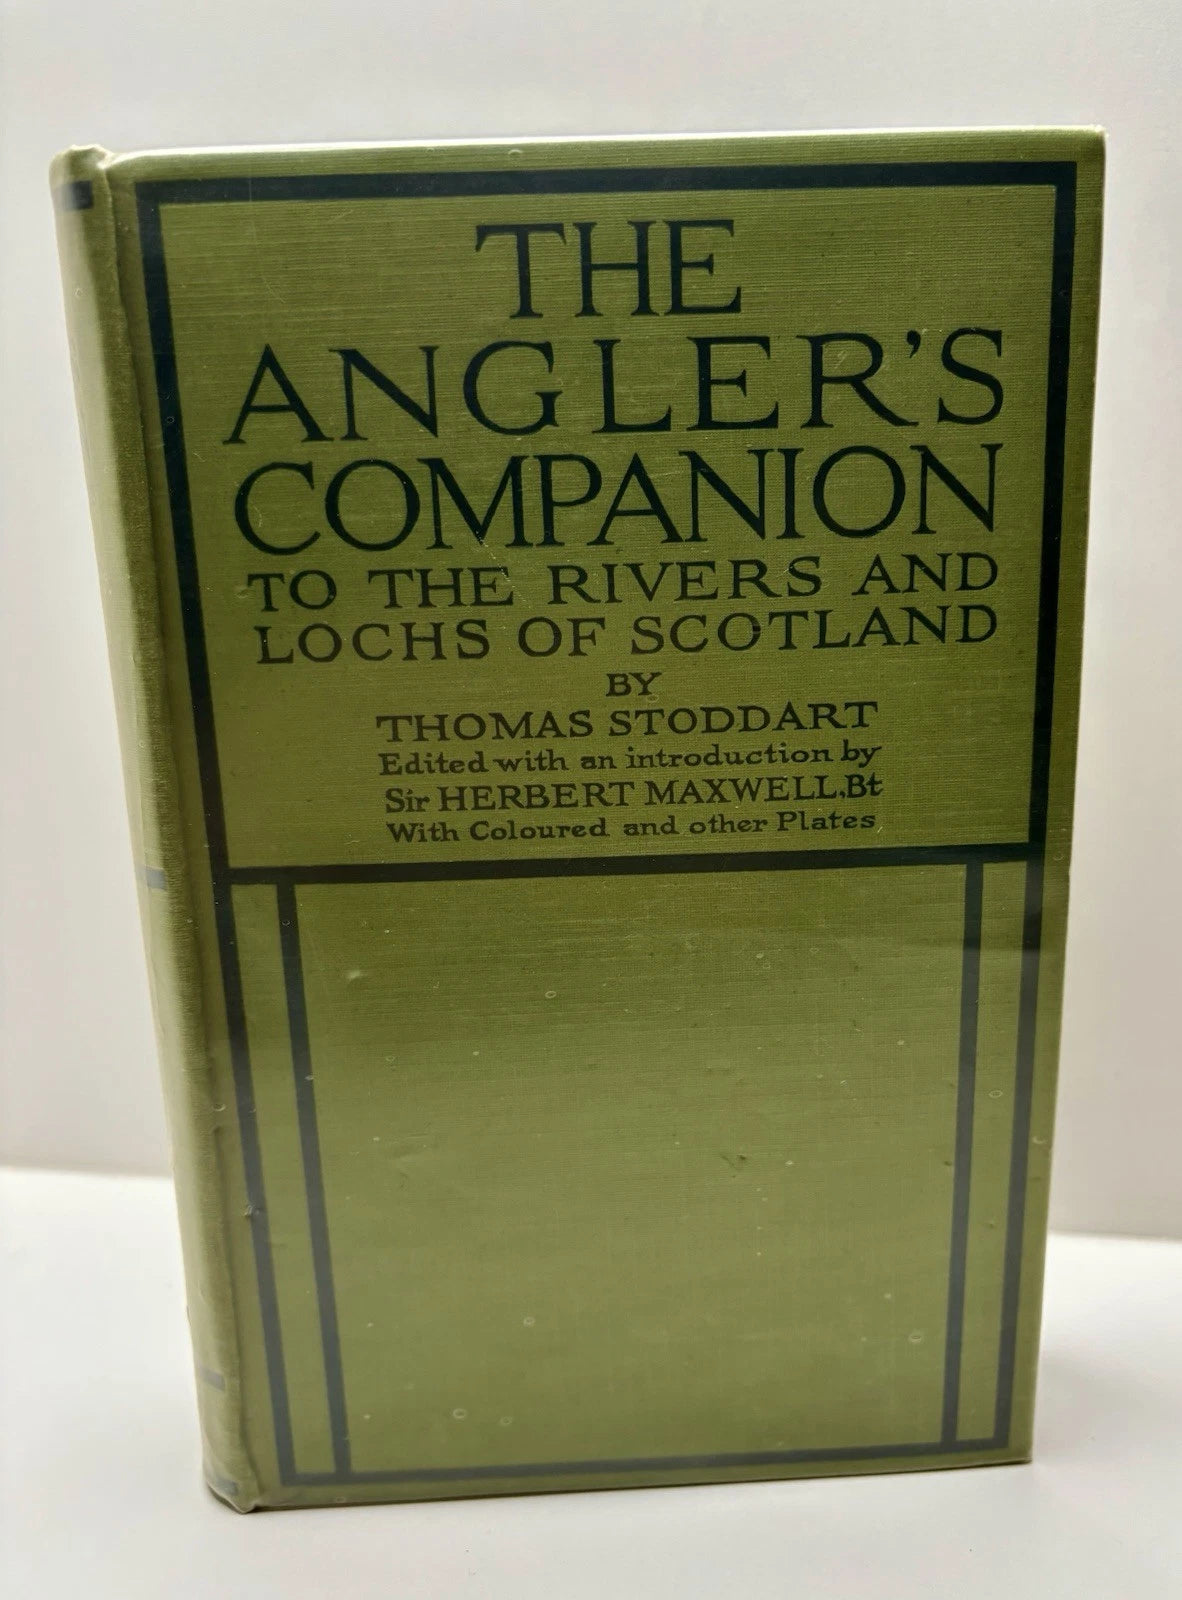 THE
ANGLER'S
COMPANION
TO THE RIVERS AND
LOCHS OF SCOTLAND
BY
THOMAS STODDART
Edited with an introduction by
Sir HERBERT MAXWELL, Bt
With Coloured and other Plates